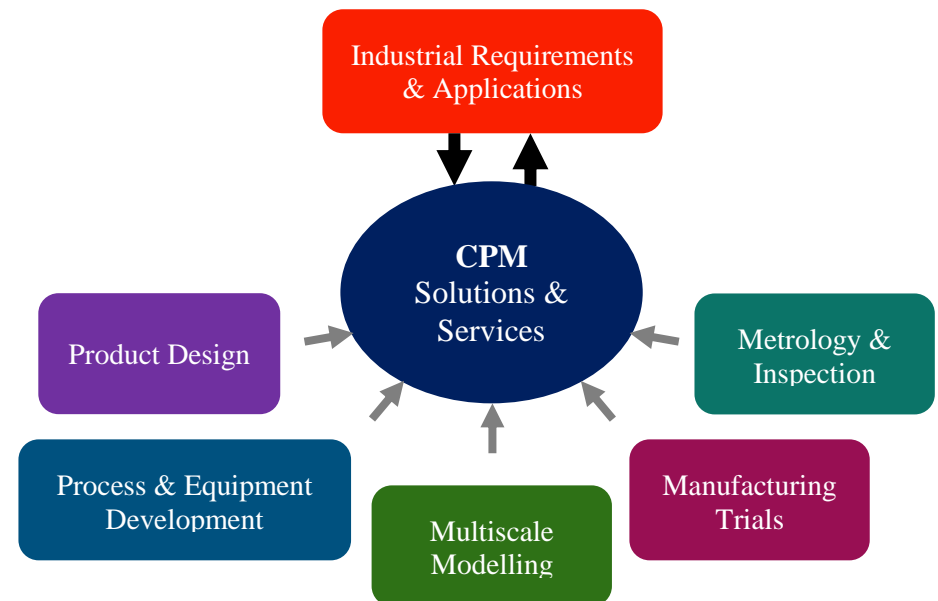 Industrial Requirements
& Applications
CPM
Solutions &
Services
Product Design
Metrology &
Inspection
Process & Equipment
Development
Multiscale
Modelling
Manufacturing
Trials